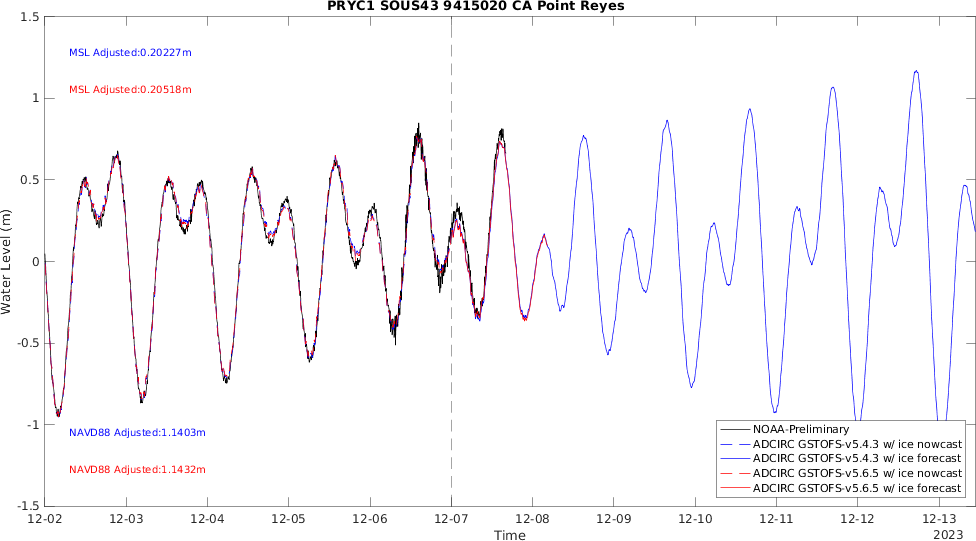 PRYC1 SOUS43 9415020 CA Point Reyes
1.5
1
0.5
0
-0.5
-1
-1.5
Water Level (m)
MSL Adjusted:0.20227m
MSL Adjusted:0.20518m
NAVD88 Adjusted:1.1403m
NAVD88 Adjusted:1.1432m
NOAA-Preliminary
ADCIRC GSTOFS-v5.4.3 w/ ice nowcast
ADCIRC GSTOFS-v5.4.3 w/ ice forecast
ADCIRC GSTOFS-v5.6.5 w/ ice nowcast
ADCIRC GSTOFS-v5.6.5 w/ ice forecast
12-02 12-03 12-04 12-05 12-06 12-07 12-08 12-09 12-10 12-11 12-12 12-13
Time
2023